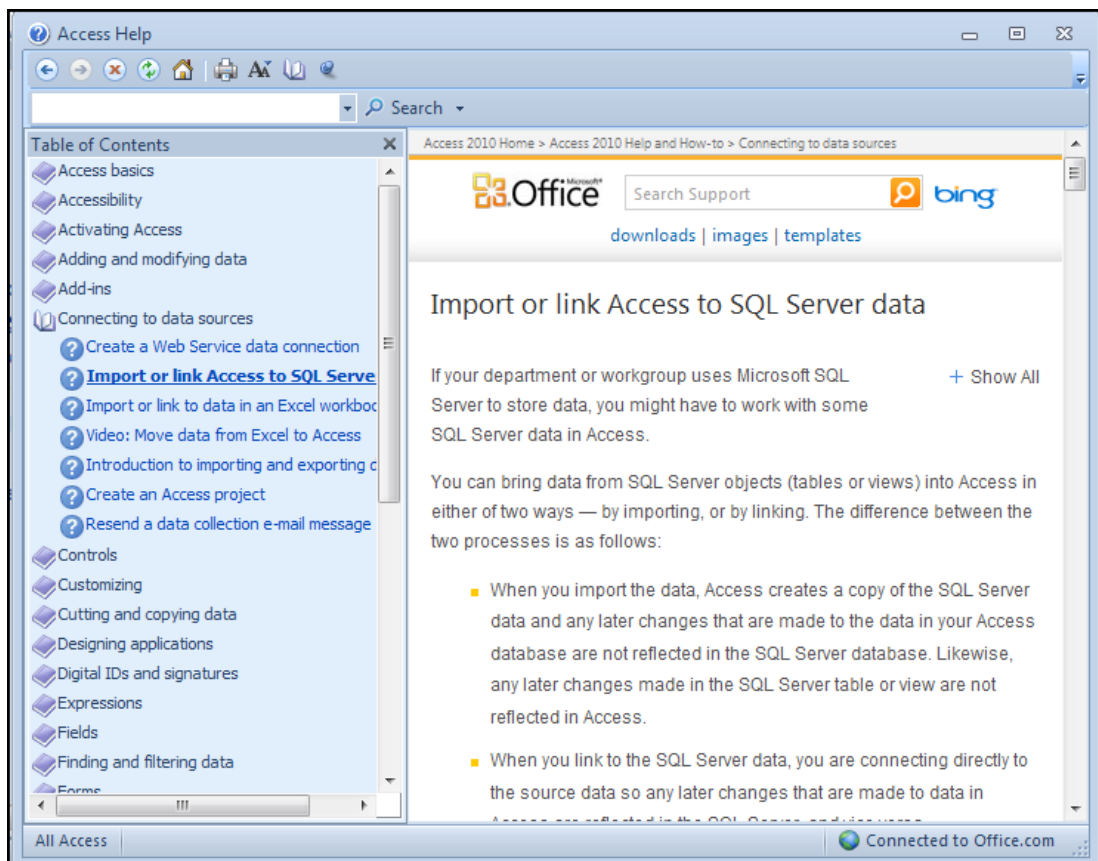 Access Help
Search
Table of Contents
Access basics
Accessibility
Activating Access
Adding and modifying data
Add-ins
Connecting to data sources
Create a Web Service data connection
Import or link Access to SQL Serve
Import or link to data in an Excel workboo
Video: Move data from Excel to Access
Introduction to importing and exporting d
Create an Access project
Resend a data collection e-mail message
Controls
Customizing
Cutting and copying data
Designing applications
Digital IDs and signatures
Expressions
Fields
Finding and filtering data
Forms
Access 2010 Home > Access 2010 Help and How-to > Connecting to data sources
Microsoft® Office
Search Support
bing
downloads | images | templates
Import or link Access to SQL Server data
If your department or workgroup uses Microsoft SQL
+ Show All
Server to store data, you might have to work with some
SQL Server data in Access.
You can bring data from SQL Server objects (tables or views) into Access in
either of two ways — by importing, or by linking. The difference between the
two processes is as follows:
When you import the data, Access creates a copy of the SQL Server
data and any later changes that are made to the data in your Access
database are not reflected in the SQL Server database. Likewise,
any later changes made in the SQL Server table or view are not
reflected in Access.
When you link to the SQL Server data, you are connecting directly to
the source data so any later changes that are made to data in
Access are reflected in the SQL Server, and vice versa.
All Access
Connected to Office.com